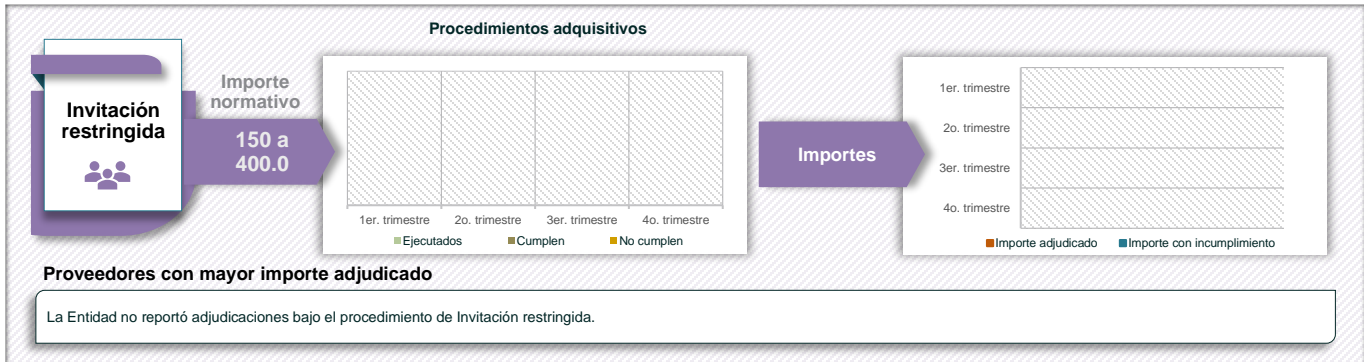 Procedimientos adquisitivos
Invitación
restringida
Importe
normativo
150 a
400.0
1er. trimestre
2o. trimestre
3er. trimestre
4o. trimestre
Ejecutados
Cumplen
No cumplen
Importes
1er. trimestre
2o. trimestre
3er. trimestre
4o. trimestre
Importe adjudicado
Importe con incumplimiento
Proveedores con mayor importe adjudicado
La Entidad no reportó adjudicaciones bajo el procedimiento de Invitación restringida.